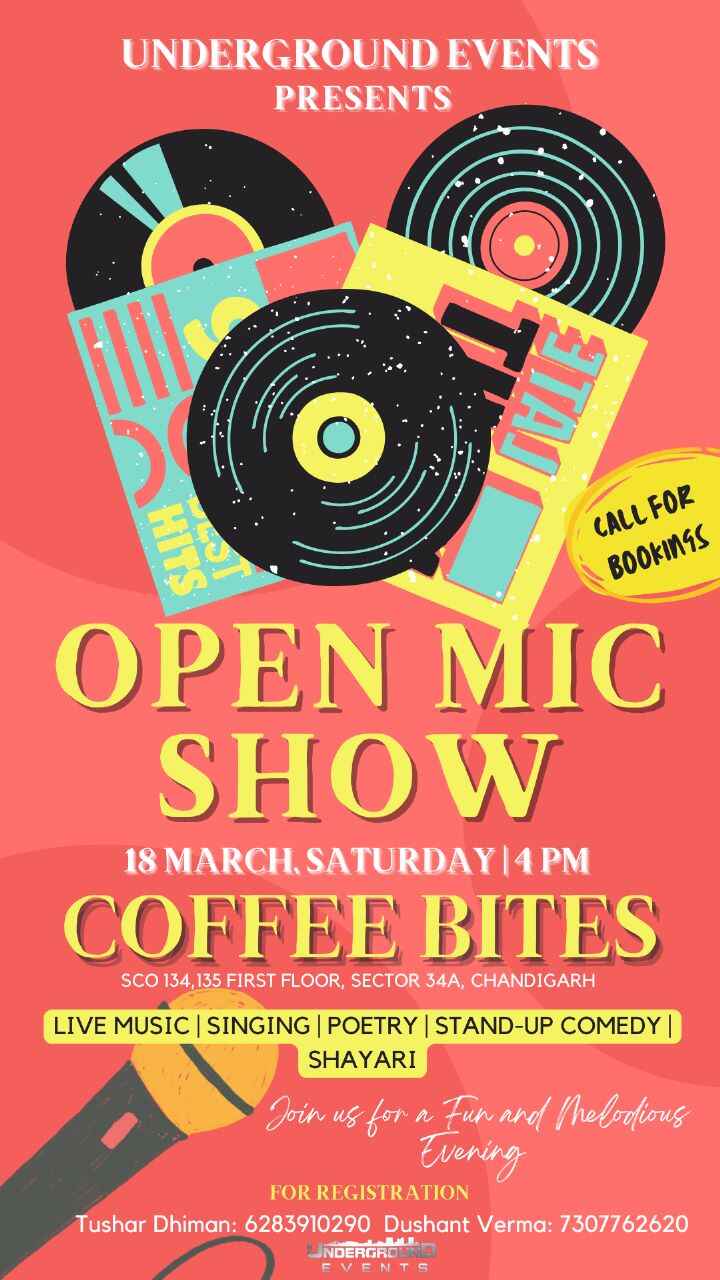 UNDERGROUND EVENTS
PRESENTS
LATE
BEST
HITS
CALL FOR
BOOKINGS
OPEN MIC
SHOW
18 MARCH, SATURDAY | 4 PM
COFFEE BITES
SCO 134,135 FIRST FLOOR, SECTOR 34A, CHANDIGARH
LIVE MUSIC | SINGING | POETRY | STAND-UP COMEDY |
SHAYARI
Join us for a Fun and Melodious
Evening
FOR REGISTRATION
Tushar Dhiman: 6283910290 Dushant Verma: 7307762620
UNDERGROUND
EVENTS